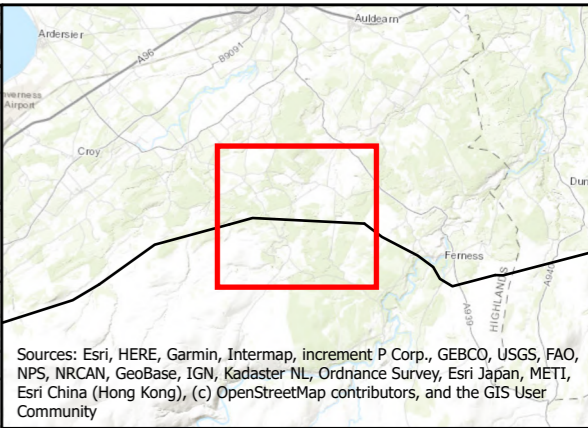 Auldearn
Ardersier
A96
B9091
nverness
Airport
Croy
Dun
Ferness
HIGHLANDS
A940
A939
Sources: Esri, HERE, Garmin, Intermap, increment P Corp., GEBCO, USGS, FAO,
NPS, NRCAN, GeoBase, IGN, Kadaster NL, Ordnance Survey, Esri Japan, METI,
Esri China (Hong Kong), (c) OpenStreetMap contributors, and the GIS User
Community